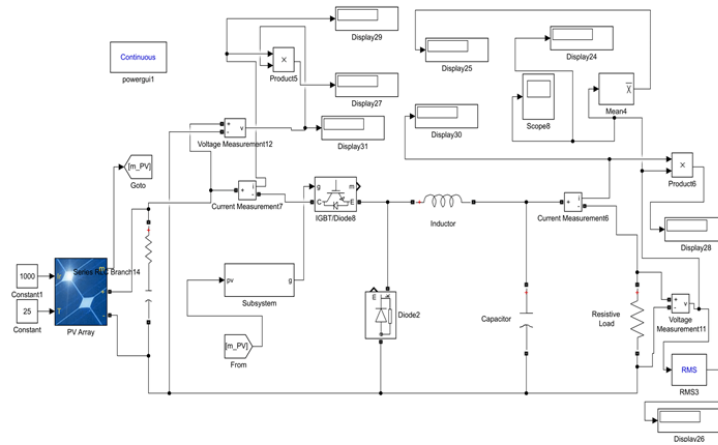 Continuous
powergui1
Display29
Display25
Display24
Product5
Display27
Scope8
Mean4
Display30
Display31
Voltage Measurement12
[m_PV]
Goto
Current Measurement7
g
m
C
E
IGBT/Diode8
Inductor
Current Measurement6
Product6
Display28
Series RLC Branch14
1000
Constant1
25
Constant
Ir
T
PV Array
pv
g
Subsystem
[m_PV]
From
Diode2
Capacitor
Resistive
Load
Voltage
Measurement11
RMS
RMS3
Display26